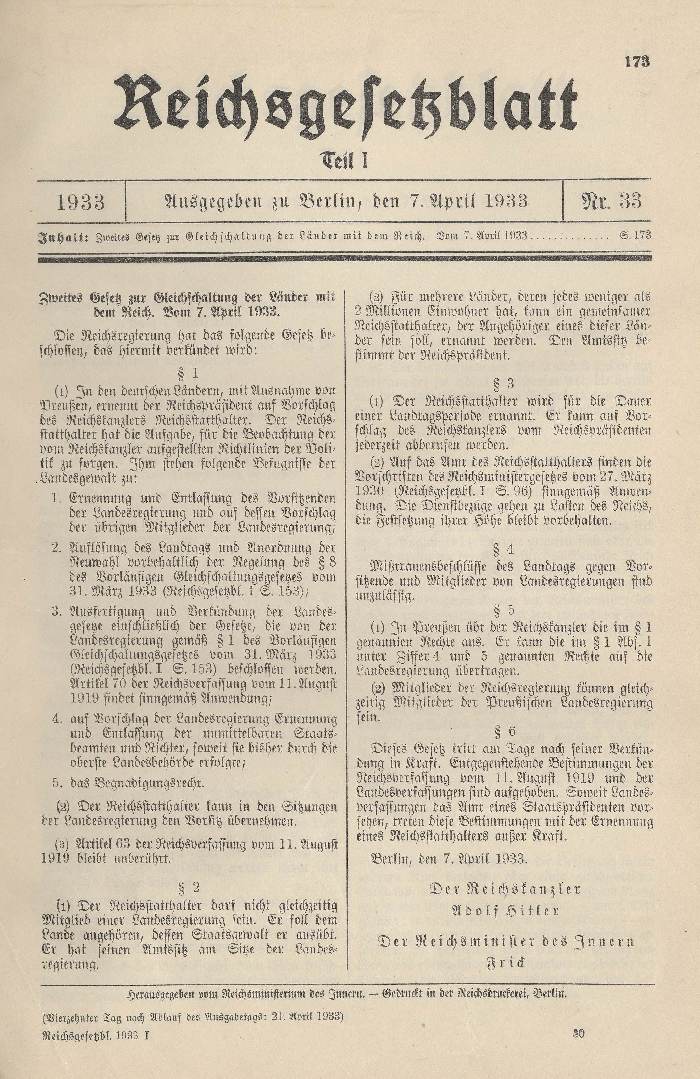 173
Reichsgesetzblatt
Teil I
1933
Ausgegeben zu Berlin, den 7. April 1933
Nr. 33
Inhalt: Zweites Gesetz zur Gleichschaltung der Länder mit dem Reich. Vom 7. April 1933 .............. S. 173
Zweites Gesetz zur Gleichschaltung der Länder mit
dem Reich. Vom 7. April 1933.
Die Reichsregierung hat das folgende Gesetz be-
schlossen, das hiermit verkündet wird:
§ 1
(1) In den deutschen Ländern, mit Ausnahme von
Preußen, ernennt der Reichspräsident auf Vorschlag
des Reichskanzlers Reichsstatthalter. Der Reichs-
statthalter hat die Aufgabe, für die Beobachtung der
vom Reichskanzler aufgestellten Richtlinien der Poli-
tik zu sorgen. Ihm stehen folgende Befugnisse der
Landesgewalt zu:
1. Ernennung und Entlassung des Vorsitzenden
der Landesregierung und auf dessen Vorschlag
der übrigen Mitglieder der Landesregierung;
2. Auflösung des Landtags und Anordnung der
Neuwahl vorbehaltlich der Regelung des § 8
des Vorläufigen Gleichschaltungsgesetzes vom
31. März 1933 (Reichsgesetzbl. I S. 153);
3. Ausfertigung und Verkündung der Landes-
gesetze einschließlich der Gesetze, die von der
Landesregierung gemäß § 1 des Vorläufigen
Gleichschaltungsgesetzes vom 31. März 1933
(Reichsgesetzbl. I S. 153) beschlossen werden.
Artikel 70 der Reichsverfassung vom 11. August
1919 findet sinngemäß Anwendung;
4. auf Vorschlag der Landesregierung Ernennung
und Entlassung der unmittelbaren Staats-
beamten und Richter, soweit sie bisher durch die
oberste Landesbehörde erfolgte;
5. das Begnadigungsrecht.
(2) Der Reichsstatthalter kann in den Sitzungen
der Landesregierung den Vorsitz übernehmen.
(3) Artikel 63 der Reichsverfassung vom 11. August
1919 bleibt unberührt.
§ 2
(1) Der Reichsstatthalter darf nicht gleichzeitig
Mitglied einer Landesregierung sein. Er soll dem
Lande angehören, dessen Staatsgewalt er ausübt.
Er hat seinen Amtssitz am Sitze der Landes-
regierung.
(2) Für mehrere Länder, deren jedes weniger als
2 Millionen Einwohner hat, kann ein gemeinsamer
Reichsstatthalter, der Angehöriger eines dieser Län-
der sein soll, ernannt werden. Den Amtssitz be-
stimmt der Reichspräsident.
§ 3
(1) Der Reichsstatthalter wird für die Dauer
einer Landtagsperiode ernannt. Er kann auf Vor-
schlag des Reichskanzlers vom Reichspräsidenten
jederzeit abberufen werden.
(2) Auf das Amt des Reichsstatthalters finden die
Vorschriften des Reichsministergesetzes vom 27. März
1930 (Reichsgesetzbl. I S. 96) sinngemäß Anwen-
dung. Die Dienstbezüge gehen zu Lasten des Reichs,
die Festsetzung ihrer Höhe bleibt vorbehalten.
§ 4
Mißtrauensbeschlüsse des Landtags gegen Vor-
sitzende und Mitglieder von Landesregierungen sind
unzulässig.
§ 5
(1) In Preußen übt der Reichskanzler die im § 1
genannten Rechte aus. Er kann die im § 1 Abs. 1
unter Ziffer 4 und 5 genannten Rechte auf die
Landesregierung übertragen.
(2) Mitglieder der Reichsregierung können gleich-
zeitig Mitglieder der Preußischen Landesregierung
sein.
§ 6
Dieses Gesetz tritt am Tage nach seiner Verkün-
dung in Kraft. Entgegenstehende Bestimmungen der
Reichsverfassung vom 11. August 1919 und der
Landesverfassungen sind aufgehoben. Soweit Landes-
verfassungen das Amt eines Staatspräsidenten vor-
sehen, treten diese Bestimmungen mit der Ernennung
eines Reichsstatthalters außer Kraft.
Berlin, den 7. April 1933.
Der Reichskanzler
Adolf Hitler
Der Reichsminister des Innern
Frick
Herausgegeben vom Reichsministerium des Innern. — Gedruckt in der Reichsdruckerei, Berlin.
(Vierzehnter Tag nach Ablauf des Ausgabetags: 21. April 1933)
Reichsgesetzbl. 1933 I
30